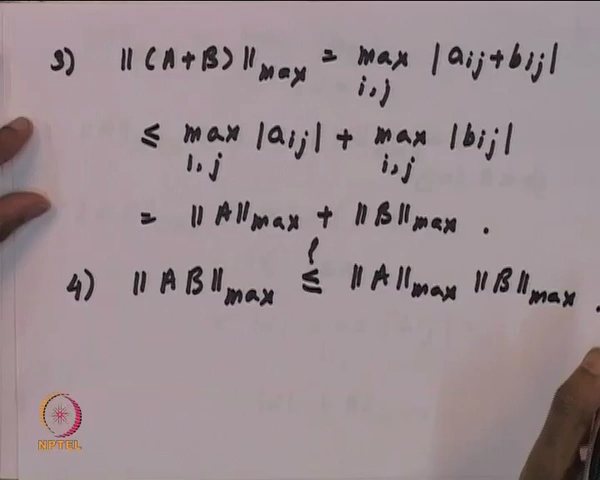 3) ||(A+B)||max = max |aij+bij|
i,j
≤ max |aij| + max |bij|
i,j i,j
= ||A||max + ||B||max .
?
4) ||AB||max ≤ ||A||max ||B||max .
NPTEL